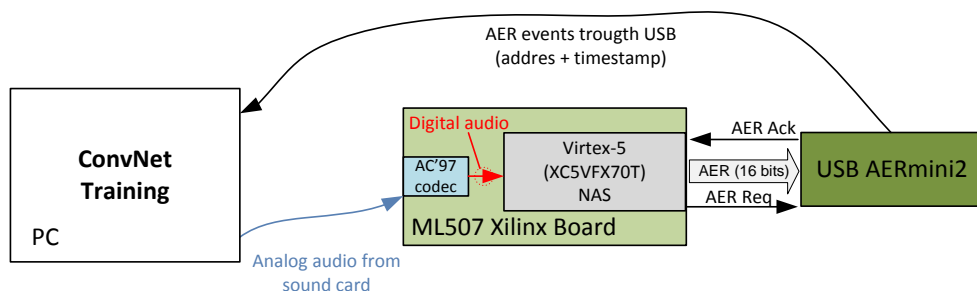 AER events trougth USB
(addres + timestamp)
ConvNet
Training
PC
Digital audio
AC'97
codec
Virtex-5
(XC5VFX70T)
NAS
ML507 Xilinx Board
AER Ack
AER (16 bits)
AER Req
USB AERmini2
Analog audio from
sound card